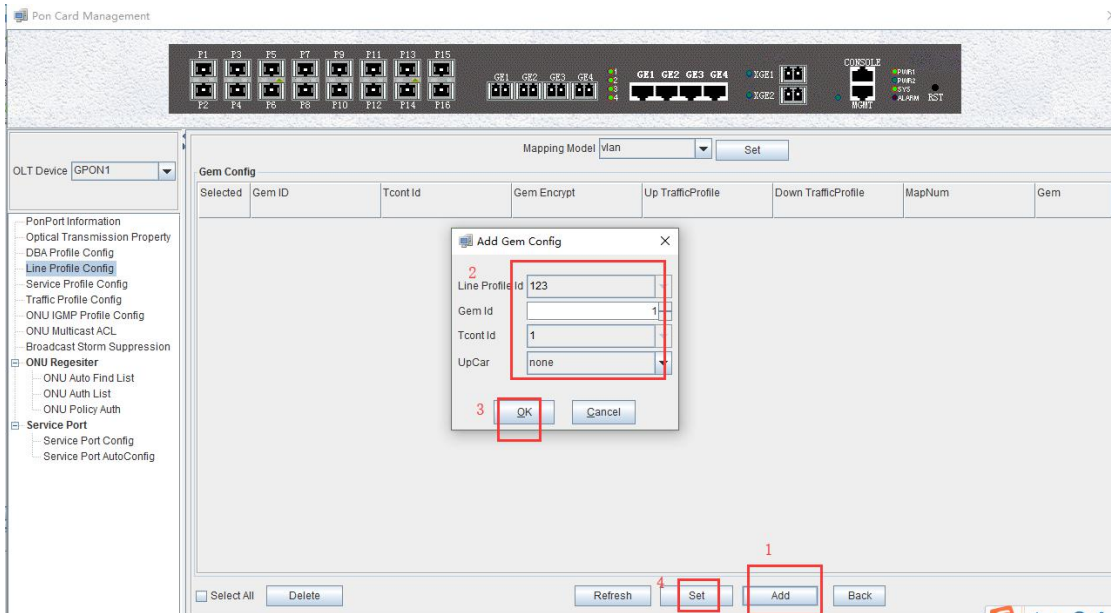 Pon Card Management
P1 P3 P5 P7 P9 P11 P13 P15
P2 P4 P6 P8 P10 P12 P14 P16
GE1 GE2 GE3 GE4
1
2
3
4
GE1 GE2 GE3 GE4
XGE1
XGE2
CONSOLE
MGMT
PWR1
PWR2
SYS
ALARM
RST
OLT Device GPON1
Mapping Model vlan Set
Gem Config
Selected Gem ID Tcont Id Gem Encrypt Up TrafficProfile Down TrafficProfile MapNum Gem
PonPort Information
Optical Transmission Property
DBA Profile Config
Line Profile Config
Service Profile Config
Traffic Profile Config
ONU IGMP Profile Config
ONU Multicast ACL
Broadcast Storm Suppression
ONU Regesiter
ONU Auto Find List
ONU Auth List
ONU Policy Auth
Service Port
Service Port Config
Service Port AutoConfig
Add Gem Config
2
Line Profile Id 123
Gem Id 1
Tcont Id 1
UpCar none
3 OK Cancel
1
4
Select All Delete Refresh Set Add Back